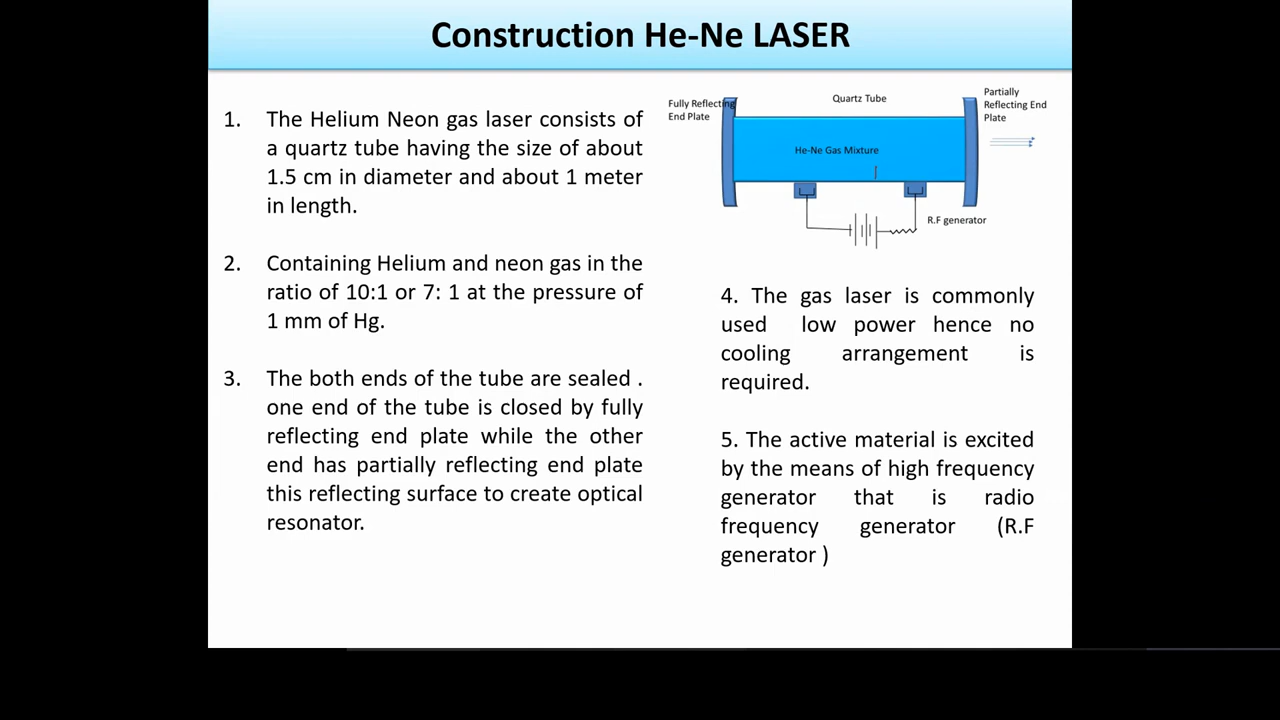 Construction He-Ne LASER
1. The Helium Neon gas laser consists of
a quartz tube having the size of about
1.5 cm in diameter and about 1 meter
in length.
2. Containing Helium and neon gas in the
ratio of 10:1 or 7: 1 at the pressure of
1 mm of Hg.
3. The both ends of the tube are sealed .
one end of the tube is closed by fully
reflecting end plate while the other
end has partially reflecting end plate
this reflecting surface to create optical
resonator.
Fully Reflecting
End Plate
Quartz Tube
Partially
Reflecting End
Plate
He-Ne Gas Mixture
R.F generator
4. The gas laser is commonly
used low power hence no
cooling arrangement is
required.
5. The active material is excited
by the means of high frequency
generator that is radio
frequency generator (R.F
generator )